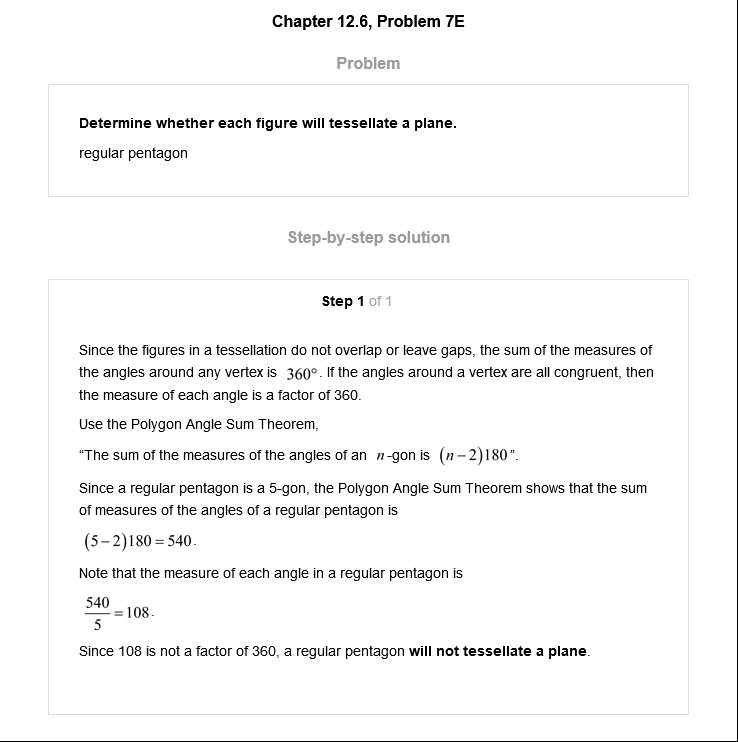 Chapter 12.6, Problem 7E
Problem
Determine whether each figure will tessellate a plane.
regular pentagon
Step-by-step solution
Step 1 of 1
Since the figures in a tessellation do not overlap or leave gaps, the sum of the measures of
the angles around any vertex is 360°. If the angles around a vertex are all congruent, then
the measure of each angle is a factor of 360.
Use the Polygon Angle Sum Theorem,
“The sum of the measures of the angles of an n-gon is (n−2)180”.
Since a regular pentagon is a 5-gon, the Polygon Angle Sum Theorem shows that the sum
of measures of the angles of a regular pentagon is
(5−2)180=540.
Note that the measure of each angle in a regular pentagon is
540/5=108.
Since 108 is not a factor of 360, a regular pentagon will not tessellate a plane.